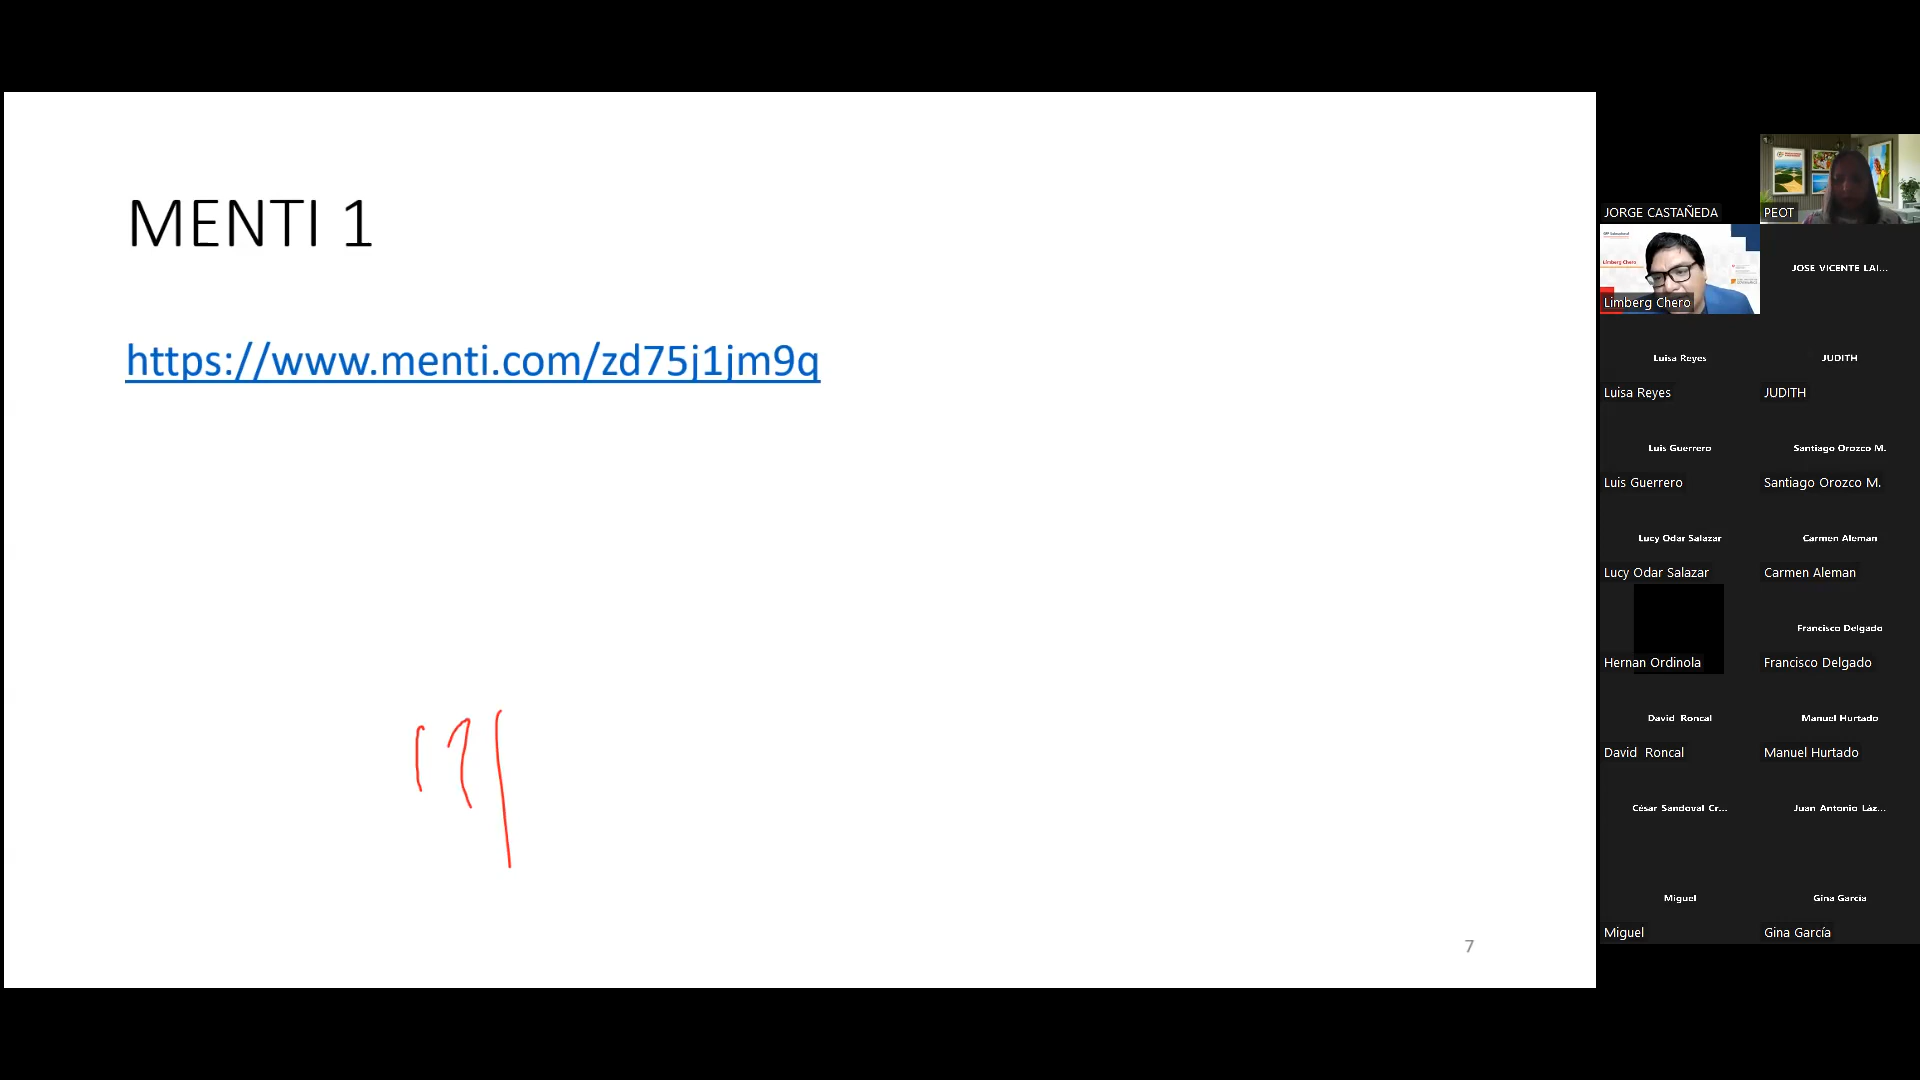 MENTI 1
https://www.menti.com/zd75j1jm9q
7
JORGE CASTAÑEDA
PEOT
Limberg Chero
Limberg Chero
JOSE VICENTE LAI...
Luisa Reyes
Luisa Reyes
JUDITH
JUDITH
Luis Guerrero
Luis Guerrero
Santiago Orozco M.
Santiago Orozco M.
Lucy Odar Salazar
Lucy Odar Salazar
Carmen Aleman
Carmen Aleman
Hernan Ordinola
Francisco Delgado
Francisco Delgado
David Roncal
David Roncal
Manuel Hurtado
Manuel Hurtado
César Sandoval Cr...
Juan Antonio Láz...
Miguel
Miguel
Gina García
Gina García